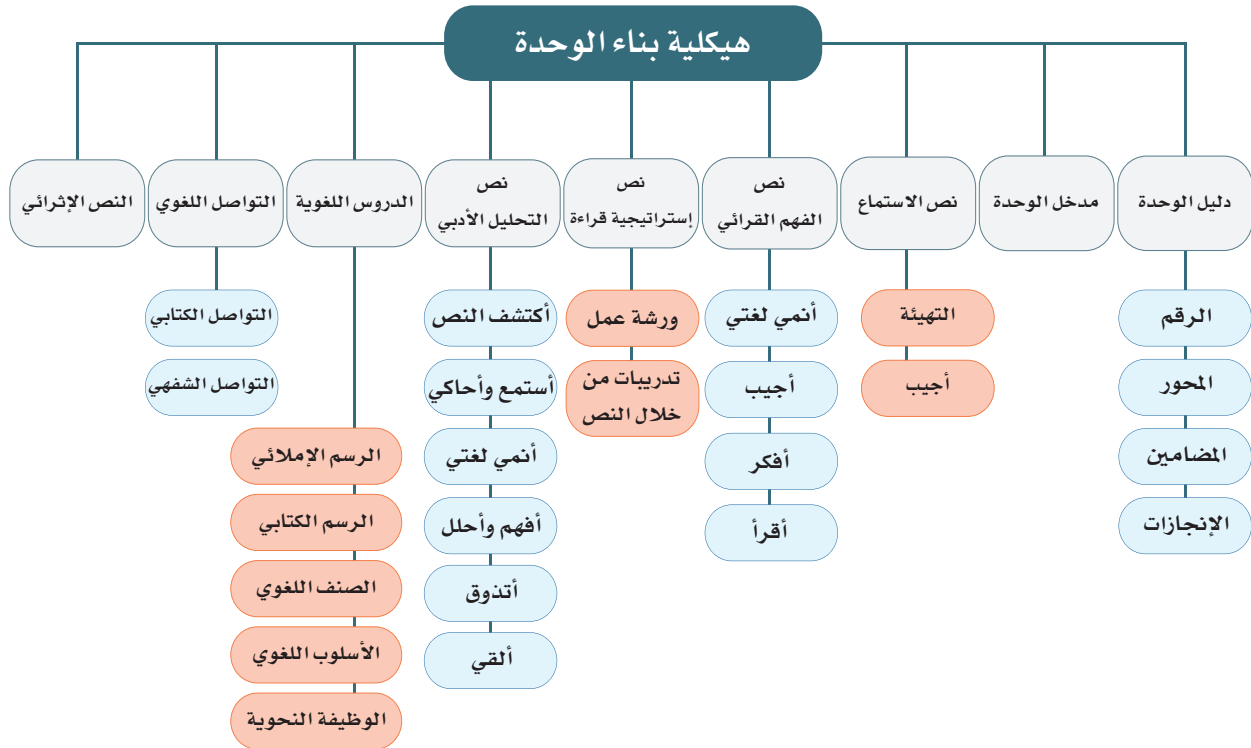 هيكلية بناء الوحدة
دليل الوحدة
مدخل الوحدة
نص الاستماع
نص
الفهم القرائي
نص
إستراتيجية قراءة
نص
التحليل الأدبي
الدروس اللغوية
التواصل اللغوي
النص الإثرائي
الرقم
المحور
المضامين
الإنجازات
التهيئة
أجيب
أنمي لغتي
أجيب
أفكر
أقرأ
ورشة عمل
تدريبات من
خلال النص
أكتشف النص
أستمع وأحاكي
أنمي لغتي
أفهم وأحلل
أتذوق
ألقي
الرسم الإملائي
الرسم الكتابي
الصنف اللغوي
الأسلوب اللغوي
الوظيفة النحوية
التواصل الكتابي
التواصل الشفهي